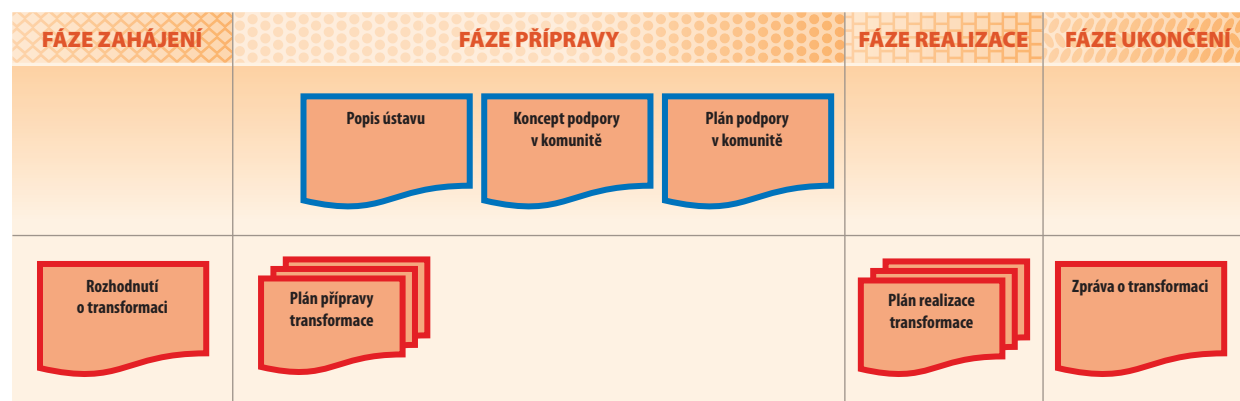 FÁZE ZAHÁJENÍ
FÁZE PŘÍPRAVY
FÁZE REALIZACE
FÁZE UKONČENÍ
Popis ústavu
Koncept podpory
v komunitě
Plán podpory
v komunitě
Rozhodnutí
o transformaci
Plán přípravy
transformace
Plán realizace
transformace
Zpráva o transformaci